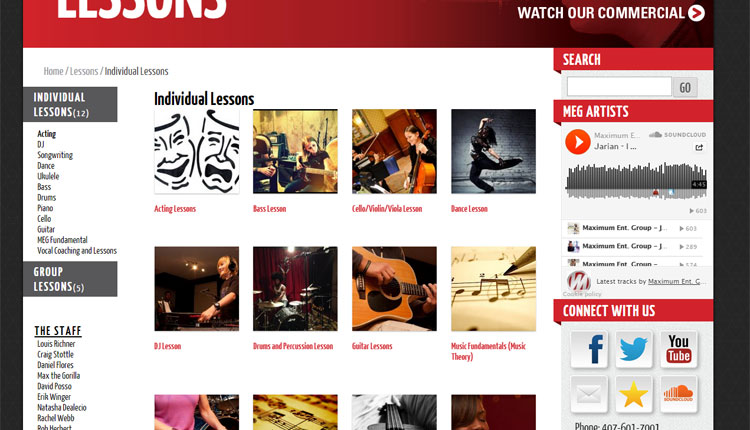 LESSONS
WATCH OUR COMMERCIAL
Home / Lessons / Individual Lessons
INDIVIDUAL
LESSONS(12)
Acting
DJ
Songwriting
Dance
Ukulele
Bass
Drums
Piano
Cello
Guitar
MEG Fundamental
Vocal Coaching and Lessons
GROUP
LESSONS(5)
THE STAFF
Louis Richner
Craig Stottle
Daniel Flores
Max the Gorilla
David Posso
Erik Winger
Natasha Dealecio
Rachel Webb
Rob Herbert
Individual Lessons
Acting Lessons
Bass Lesson
Cello/Violin/Viola Lesson
Dance Lesson
DJ Lesson
Drums and Percussion Lesson
Guitar Lessons
Music Fundamentals (Music
Theory)
SEARCH
GO
MEG ARTISTS
Maximum E...
SOUNDCLOUD
Jarian - I ...
4:45
603
Maximum Ent. Group – J... 603
Maximum Ent. Group – J... 289
Maximum Ent. Group – J... 574
Latest tracks by Maximum Ent. G...
Cookie policy
CONNECT WITH US
f
You
Tube
SOUNDCLOUD
Phone: 407-601-7001